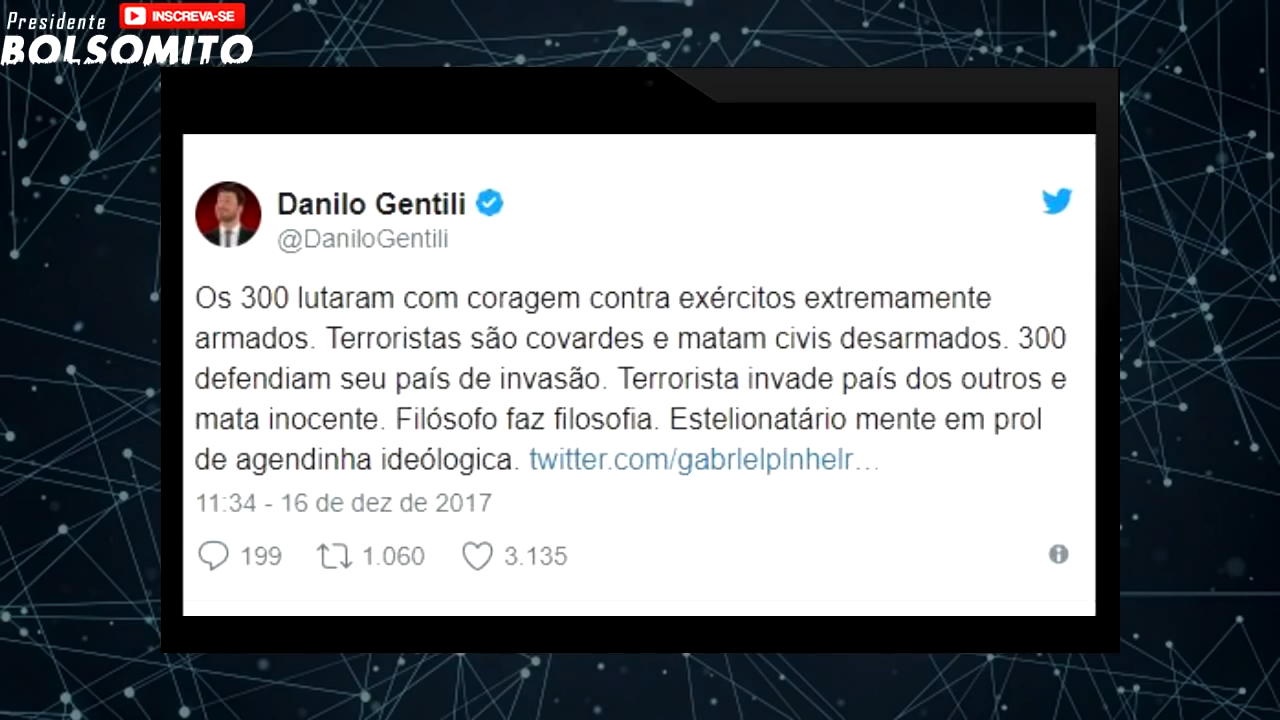 Presidente
INSCREVA-SE
BOLSOMITO
Danilo Gentili
@DaniloGentili
Os 300 lutaram com coragem contra exércitos extremamente
armados. Terroristas são covardes e matam civis desarmados. 300
defendiam seu país de invasão. Terrorista invade país dos outros e
mata inocente. Filósofo faz filosofia. Estelionatário mente em prol
de agendinha ideólogica. twitter.com/gabrlelplnhelr…
11:34 - 16 de dez de 2017
199 1.060 3.135